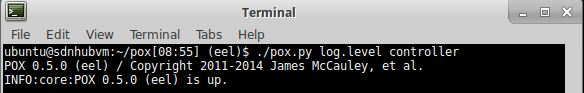 Terminal
File Edit View Terminal Tabs Help
ubuntu@sdnhubvm:~/pox[08:55] (eel)$ ./pox.py log.level controller
POX 0.5.0 (eel) / Copyright 2011-2014 James McCauley, et al.
INFO:core:POX 0.5.0 (eel) is up.